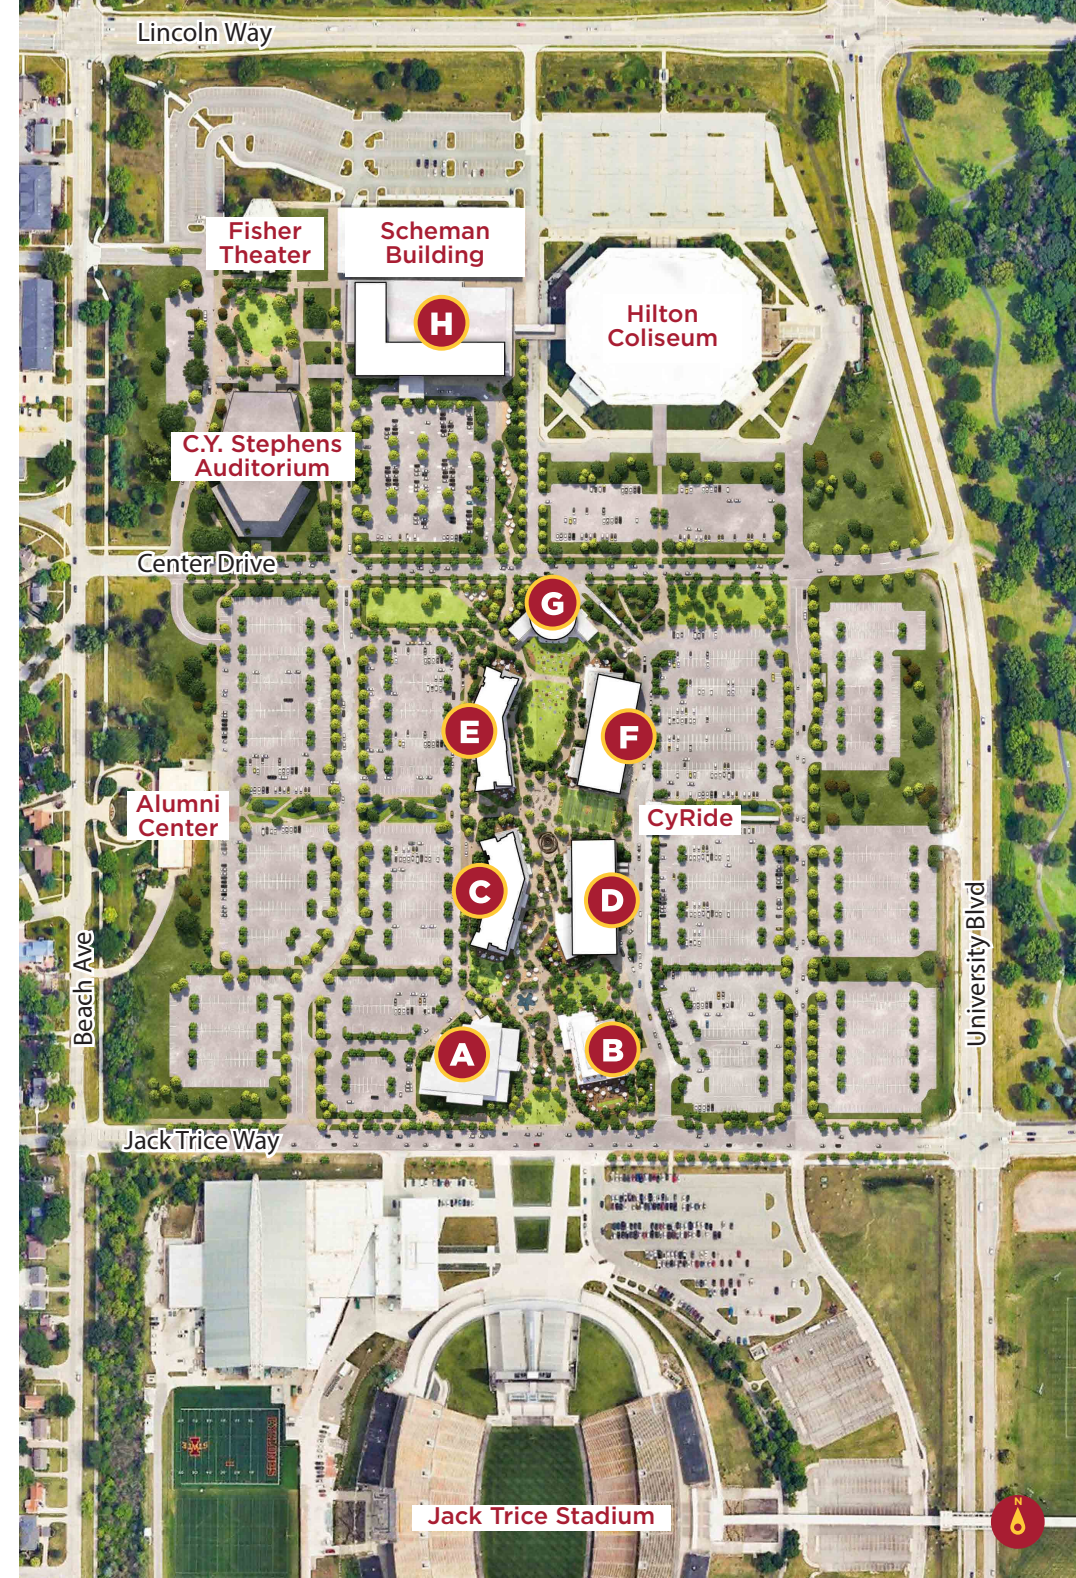 Lincoln Way
Fisher
Theater
Scheman
Building
H
Hilton
Coliseum
C.Y. Stephens
Auditorium
Center Drive
G
E
F
Alumni
Center
CyRide
C
D
Beach Ave
University Blvd
A
B
Jack Trice Way
STATE
Jack Trice Stadium
N